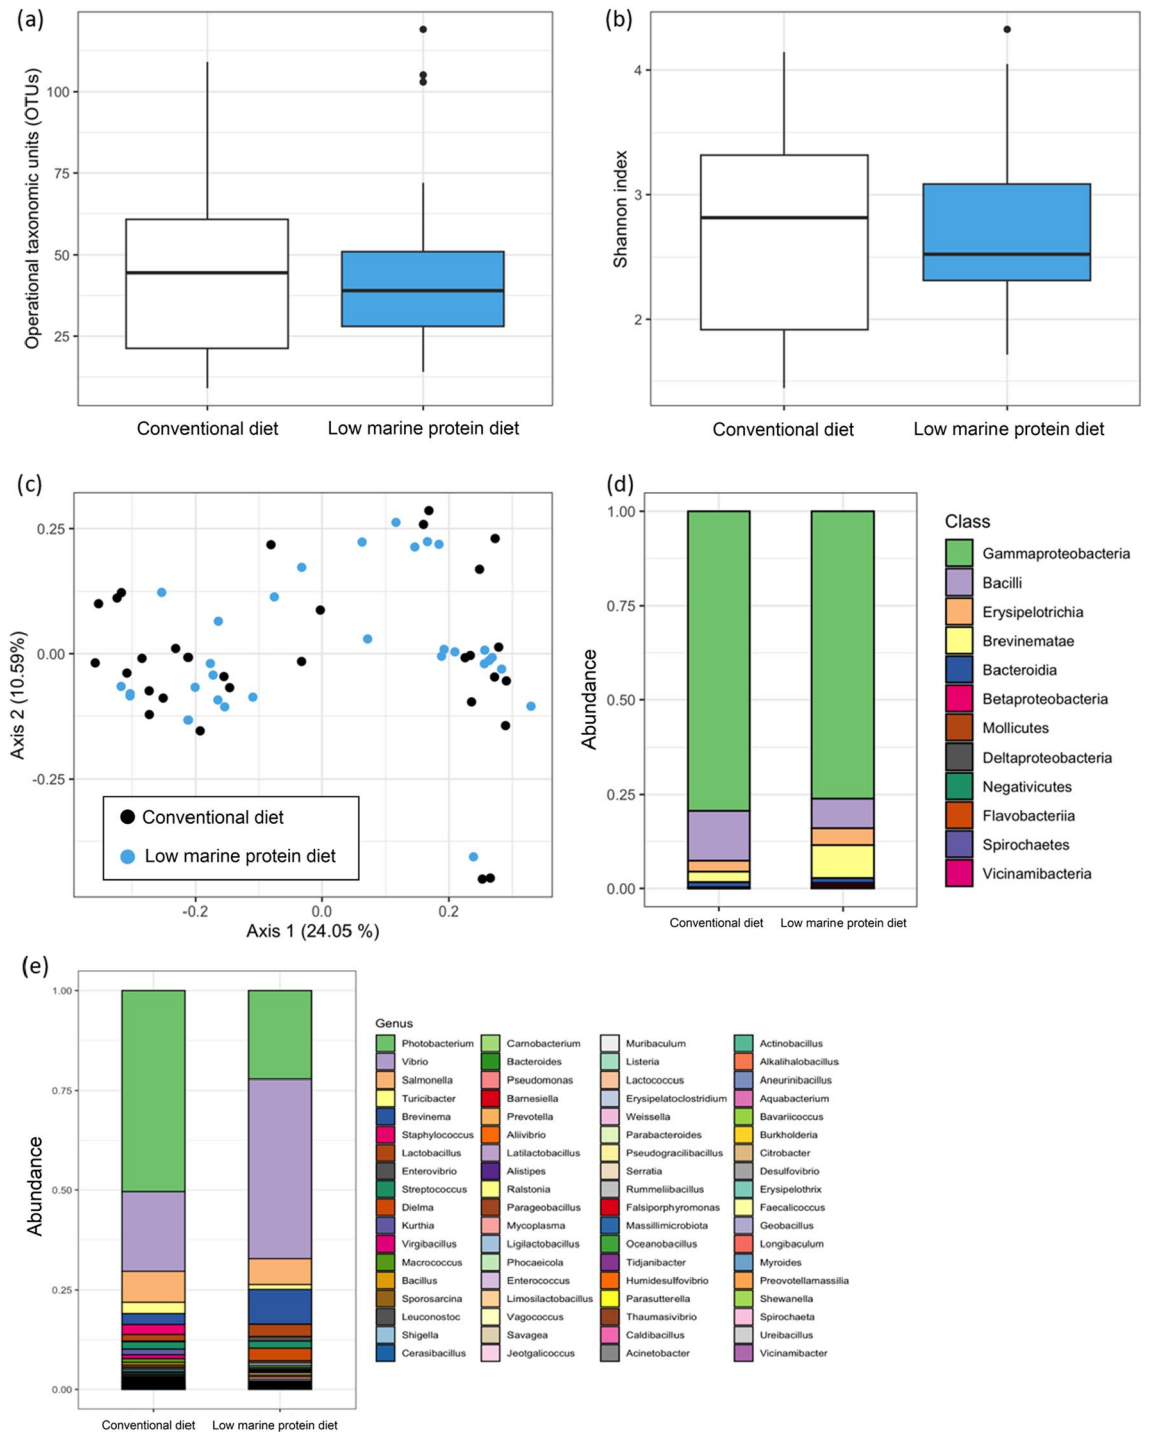 (a)
Operational taxonomic units (OTUs)
100
75
50
25
Conventional diet
Low marine protein diet
(b)
Shannon index
4
3
2
Conventional diet
Low marine protein diet
(c)
Axis 2 (10.59%)
0.25
0.00
-0.25
Conventional diet
Low marine protein diet
-0.2
0.0
0.2
Axis 1 (24.05 %)
(d)
Abundance
1.00
0.75
0.50
0.25
0.00
Conventional diet
Low marine protein diet
Class
Gammaproteobacteria
Bacilli
Erysipelotrichia
Brevinematae
Bacteroidia
Betaproteobacteria
Mollicutes
Deltaproteobacteria
Negativicutes
Flavobacteriia
Spirochaetes
Vicinamibacteria
(e)
Abundance
1.00
0.75
0.50
0.25
0.00
Conventional diet
Low marine protein diet
Genus
Photobacterium
Vibrio
Salmonella
Turicibacter
Brevinema
Staphylococcus
Lactobacillus
Enterovibrio
Streptococcus
Dielma
Kurthia
Virgibacillus
Macrococcus
Bacillus
Sporosarcina
Leuconostoc
Shigella
Cerasibacillus
Carnobacterium
Bacteroides
Pseudomonas
Barnesiella
Prevotella
Aliivibrio
Latilactobacillus
Alistipes
Ralstonia
Parageobacillus
Mycoplasma
Ligilactobacillus
Phocaeicola
Enterococcus
Limosilactobacillus
Vagococcus
Savagea
Jeotgalicoccus
Muribaculum
Listeria
Lactococcus
Erysipelatoclostridium
Weissella
Parabacteroides
Pseudogracilibacillus
Serratia
Rummeliibacillus
Falsiporphyromonas
Massilimicrobiota
Oceanobacillus
Tidjanibacter
Humidesulfovibrio
Parasutterella
Thaumasivibrio
Caldibacillus
Acinetobacter
Actinobacillus
Alkalihalobacillus
Aneurinibacillus
Aquabacterium
Bavariicoccus
Burkholderia
Citrobacter
Desulfovibrio
Erysipelothrix
Faecalicoccus
Geobacillus
Longibaculum
Myroides
Preovotellamassilia
Shewanella
Spirochaeta
Ureibacillus
Vicinamibacter